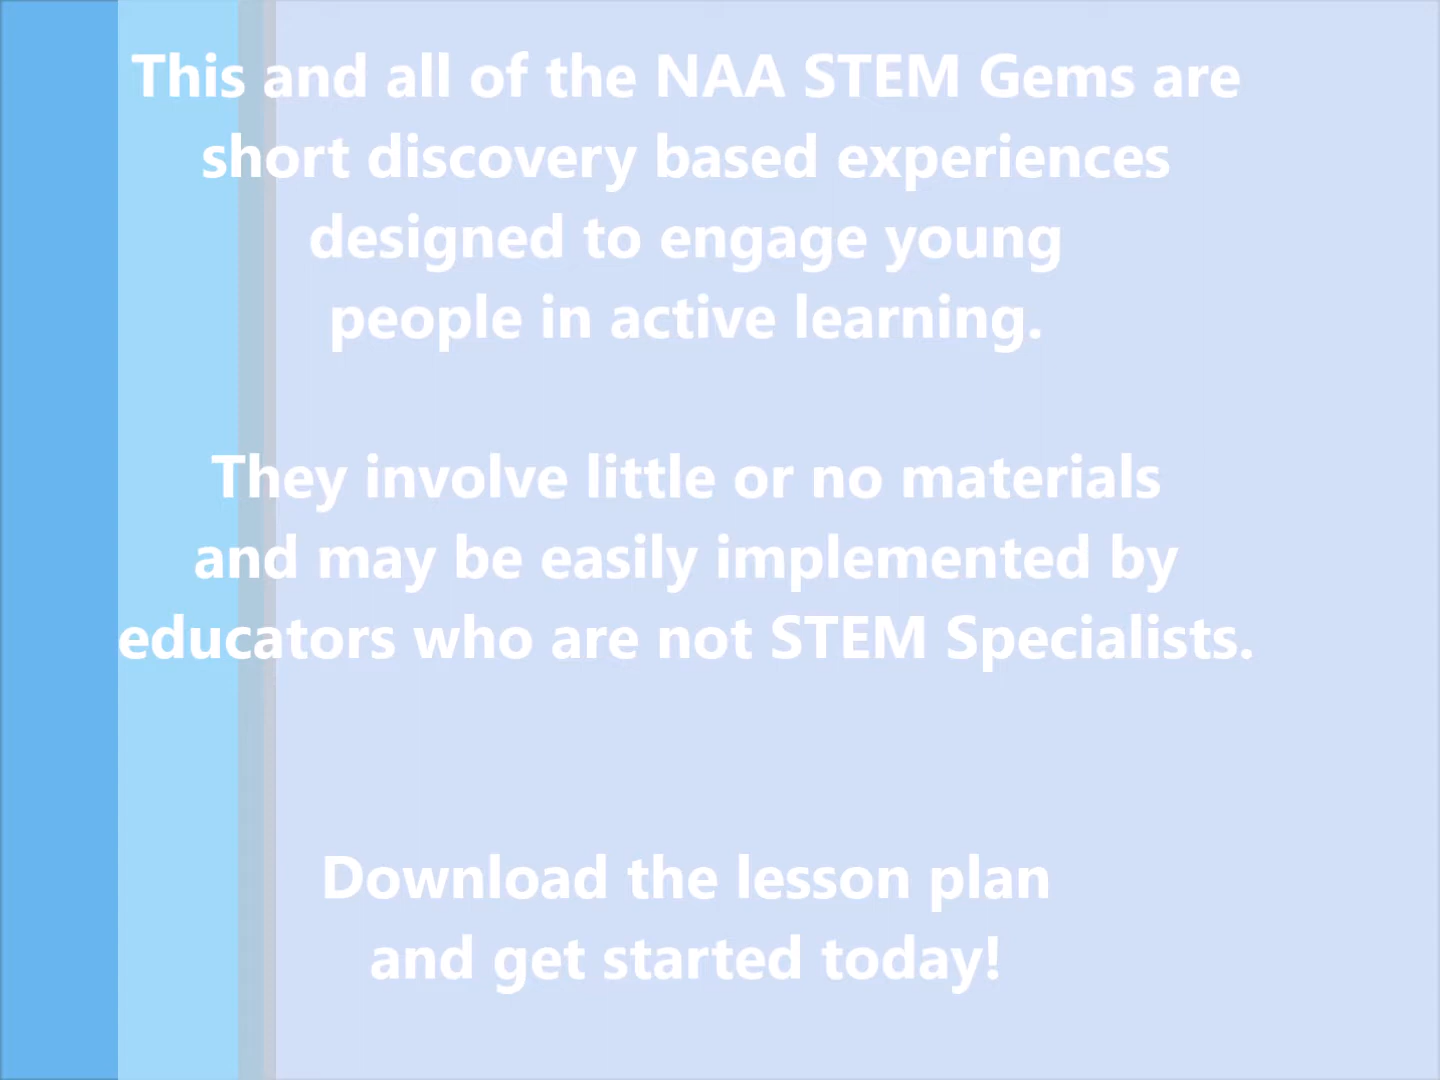 This and all of the NAA STEM Gems are
short discovery based experiences
designed to engage young
people in active learning.
They involve little or no materials
and may be easily implemented by
educators who are not STEM Specialists.
Download the lesson plan
and get started today!